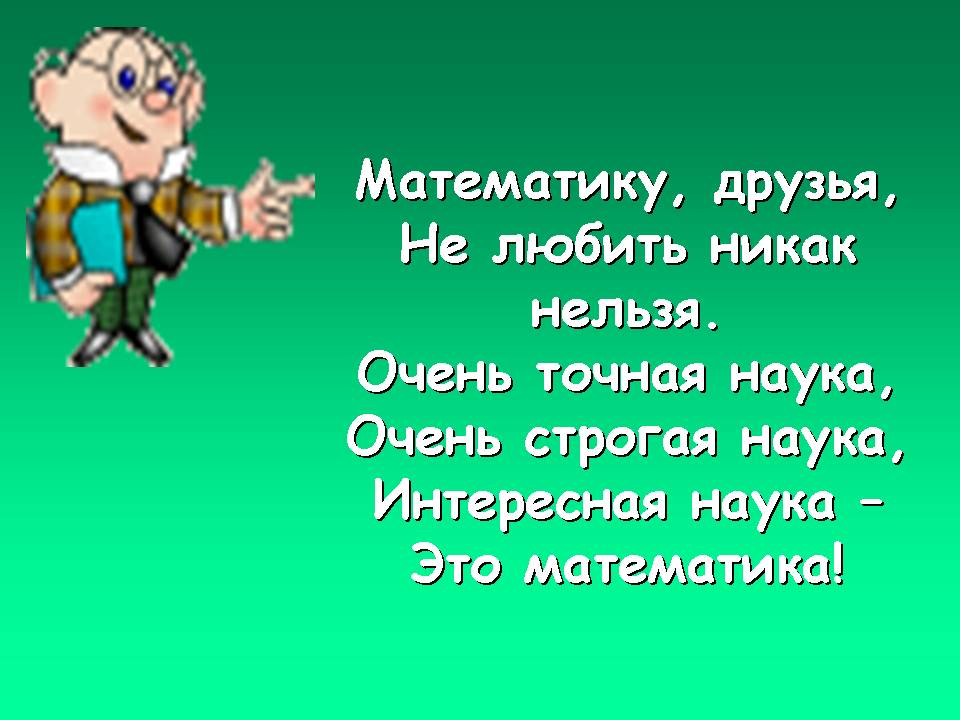 Математику, друзья,
Не любить никак
нельзя.
Очень точная наука,
Очень строгая наука,
Интересная наука –
Это математика!